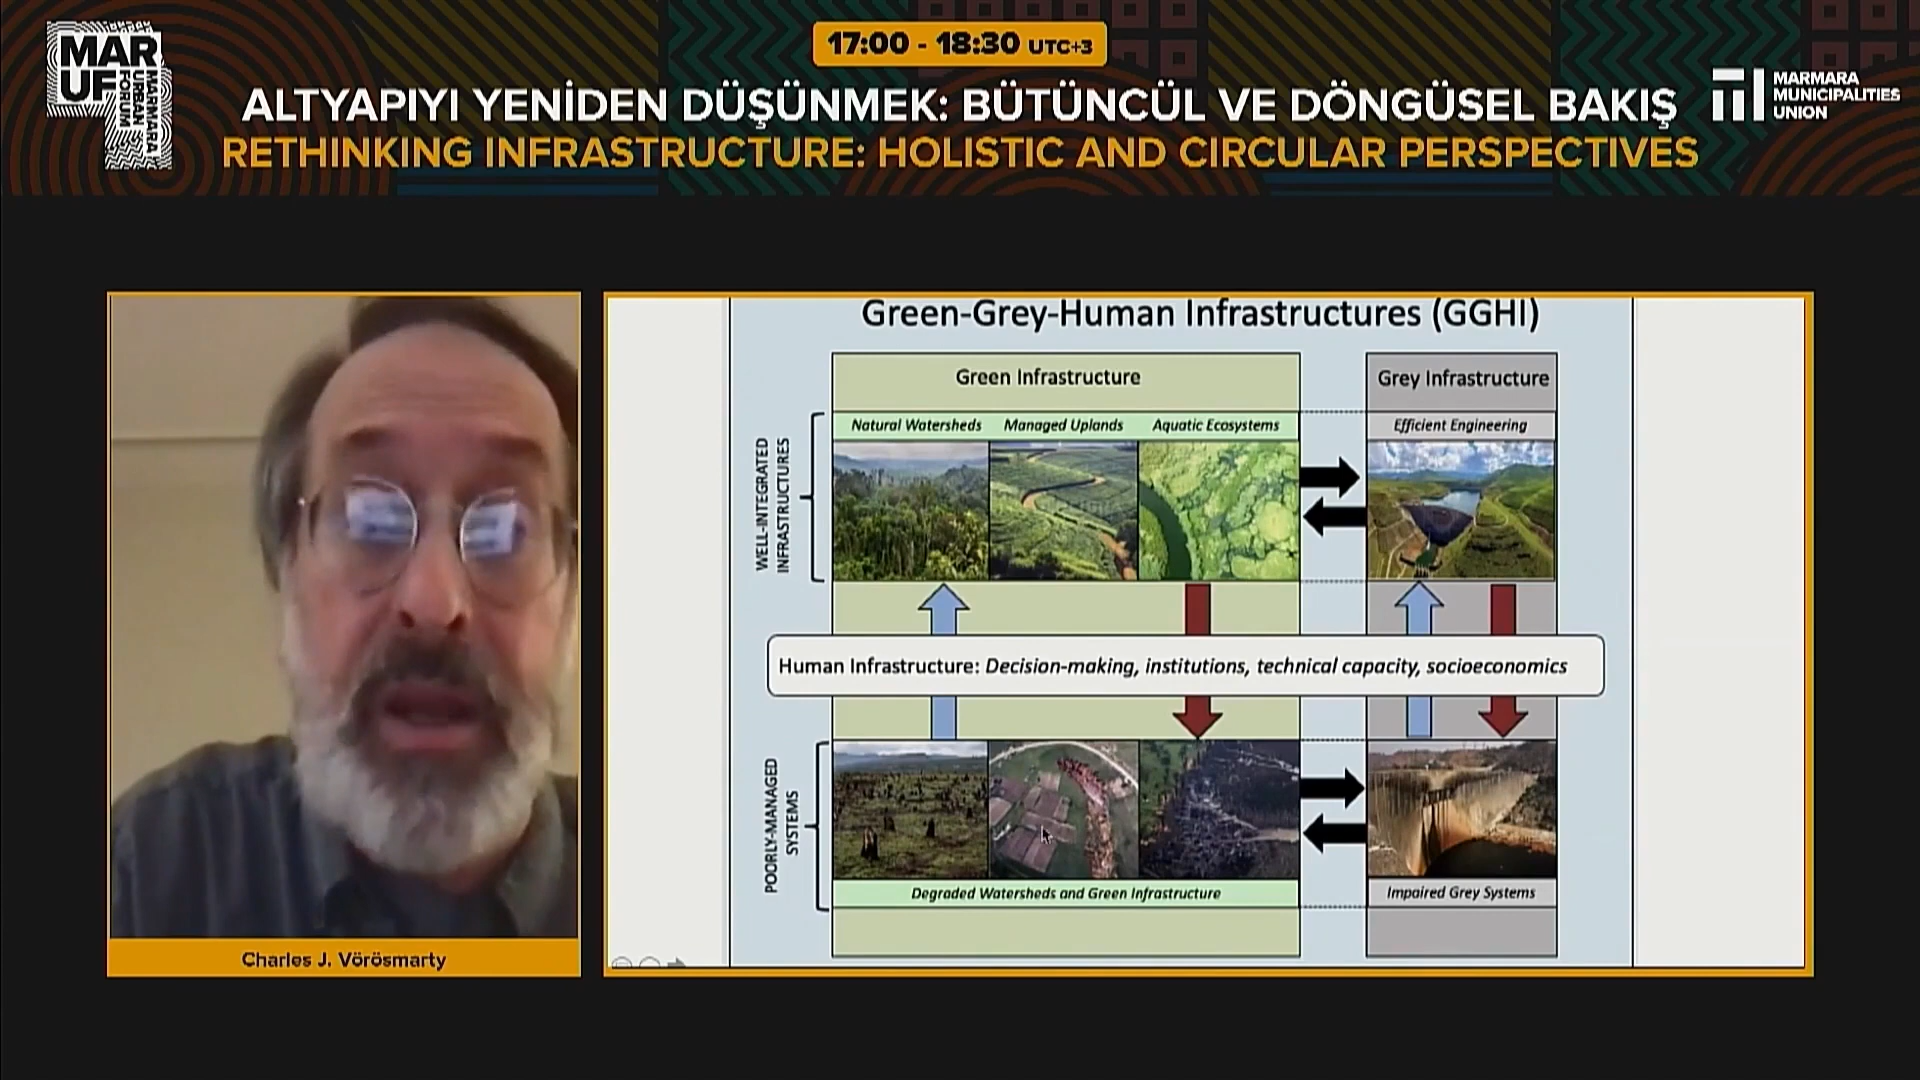 MAR
UF
MARMARA
URBAN
FORUM
17:00 - 18:30 UTC+3
ALTYAPIYI YENİDEN DÜŞÜNMEK: BÜTÜNCÜL VE DÖNGÜSEL BAKIŞ
RETHINKING INFRASTRUCTURE: HOLISTIC AND CIRCULAR PERSPECTIVES
MARMARA
MUNICIPALITIES
UNION
Green-Grey-Human Infrastructures (GGHI)
Green Infrastructure
Grey Infrastructure
Natural Watersheds
Managed Uplands
Aquatic Ecosystems
Efficient Engineering
WELL-INTEGRATED
INFRASTRUCTURES
Human Infrastructure: Decision-making, institutions, technical capacity, socioeconomics
POORLY-MANAGED
SYSTEMS
Degraded Watersheds and Green Infrastructure
Impaired Grey Systems
Charles J. Vörösmarty